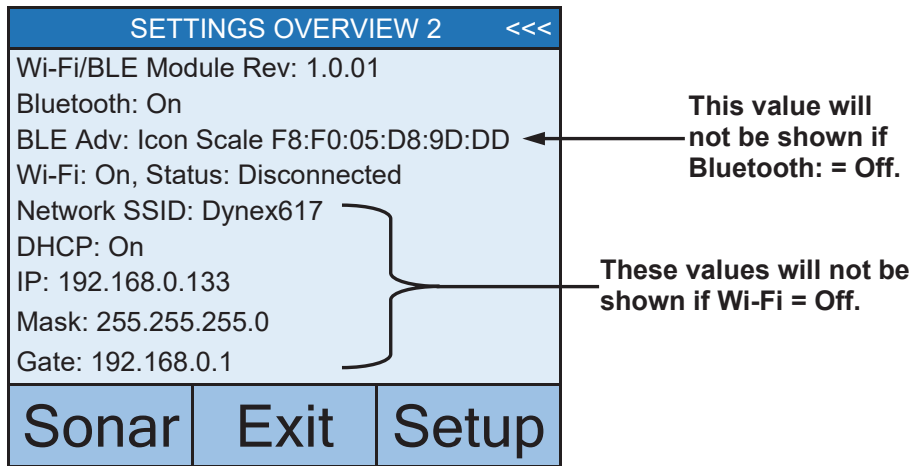 SETTINGS OVERVIEW 2 <<<
Wi-Fi/BLE Module Rev: 1.0.01
Bluetooth: On
BLE Adv: Icon Scale F8:F0:05:D8:9D:DD
Wi-Fi: On, Status: Disconnected
Network SSID: Dynex617
DHCP: On
IP: 192.168.0.133
Mask: 255.255.255.0
Gate: 192.168.0.1
Sonar Exit Setup
This value will
not be shown if
Bluetooth: = Off.
These values will not be
shown if Wi-Fi = Off.